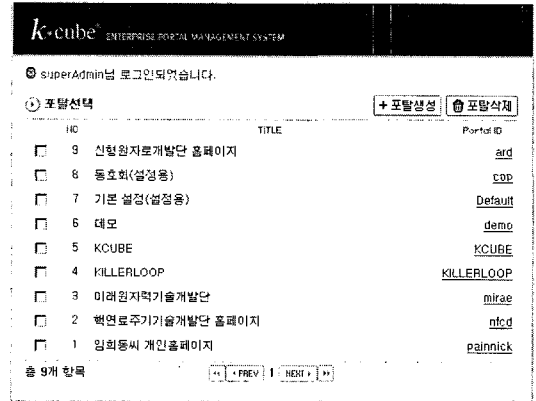 k*cube® ENTERPRISE PORTAL MANAGEMENT SYSTEM
superAdmin님 로그인되엇습니다.
포탈선택 + 포탈생성 포탈삭제
NO TITLE Portal ID
9 신형원자로개발단 홈페이지 ard
8 동호회(설정용) cop
7 기본 설정(설정용) Default
6 데모 demo
5 KCUBE KCUBE
4 KILLERLOOP KILLERLOOP
3 미래원자력기술개발단 mirae
2 핵연료주기기술개발단 홈페이지 nfcd
1 임희동씨 개인홈페이지 painnick
총 9개 항목 PREV 1 NEXT